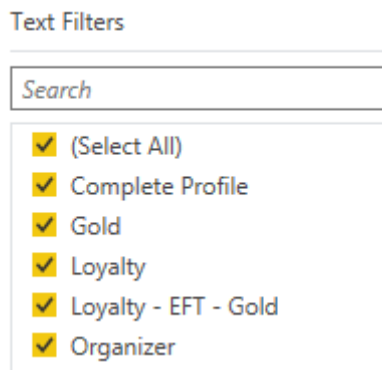 Text Filters
Search
(Select All)
Complete Profile
Gold
Loyalty
Loyalty - EFT - Gold
Organizer